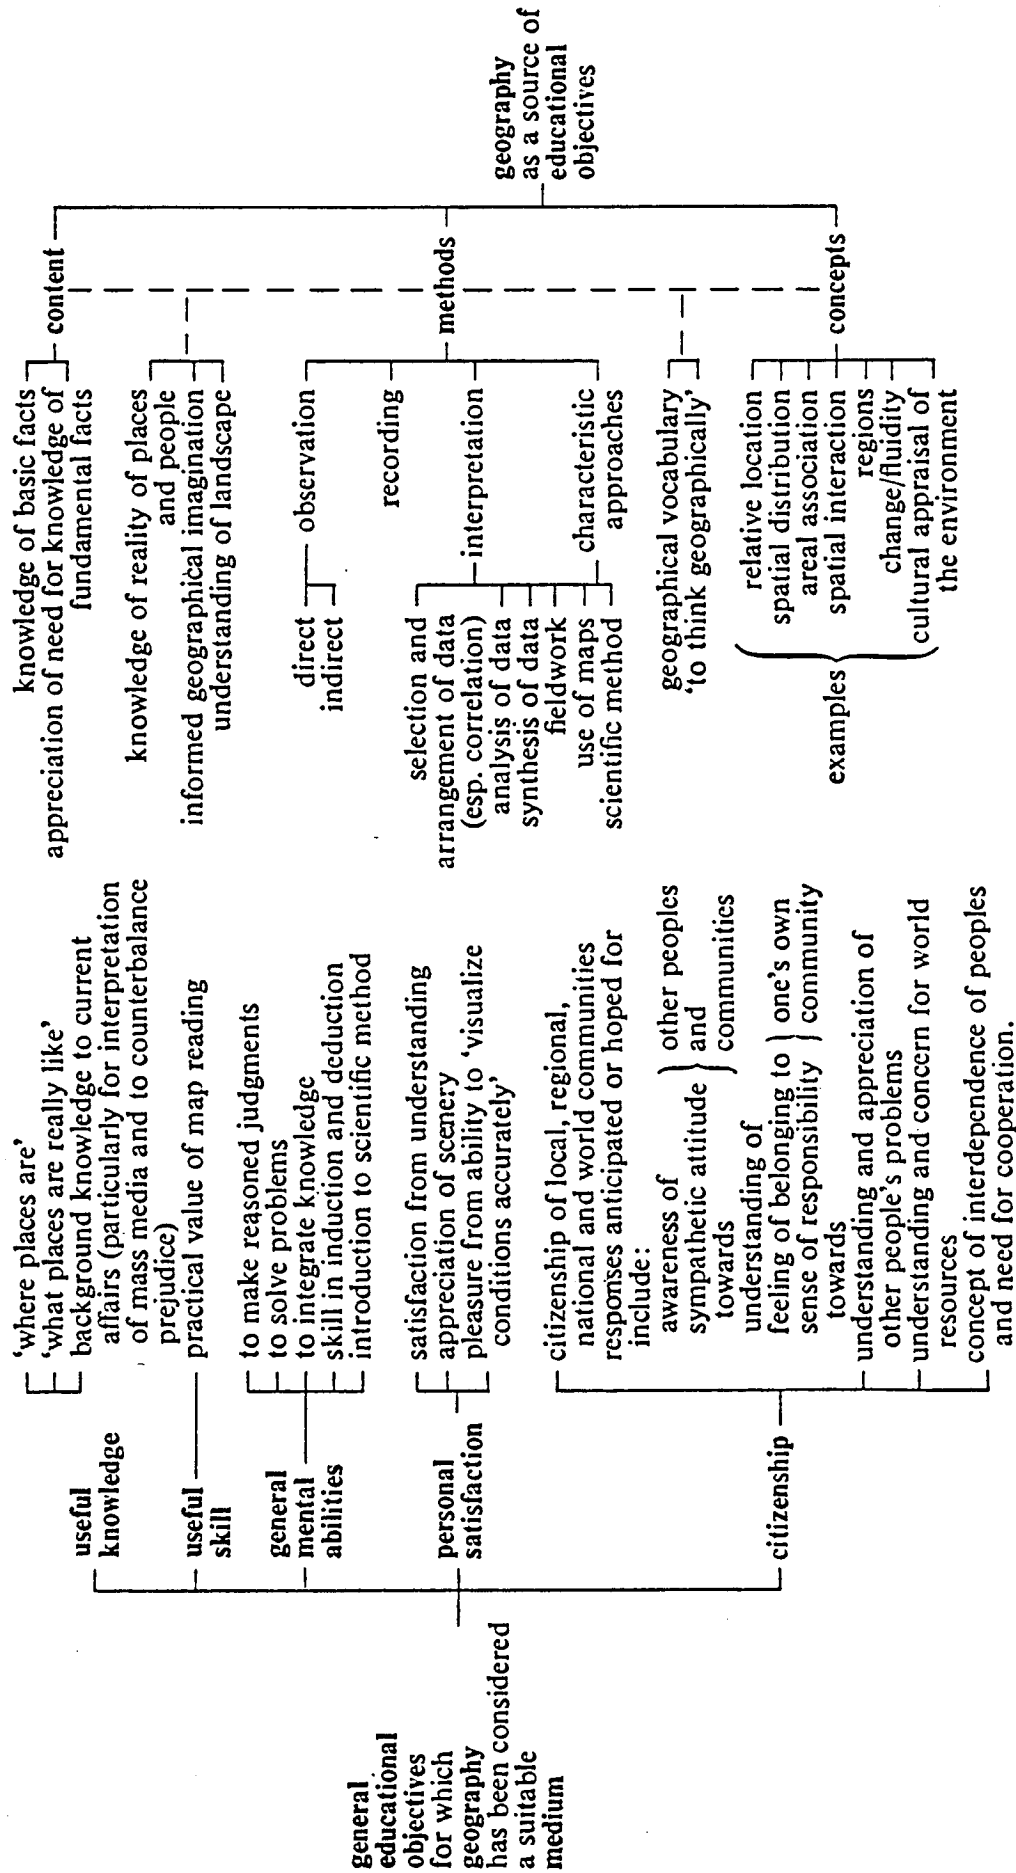 general
educational
objectives
for which
geography
has been considered
a suitable
medium
useful
knowledge
'where places are'
'what places are really like'
background knowledge to current
affairs (particularly for interpretation
of mass media and to counterbalance
prejudice)
useful
skill
practical value of map reading
general
mental
abilities
to make reasoned judgments
to solve problems
to integrate knowledge
skill in induction and deduction
introduction to scientific method
personal
satisfaction
satisfaction from understanding
appreciation of scenery
pleasure from ability to 'visualize
conditions accurately'
citizenship
citizenship of local, regional,
national and world communities
responses anticipated or hoped for
include:
awareness of
sympathetic attitude
towards
other peoples
and
communities
understanding of
feeling of belonging to
sense of responsibility
towards
one's own
community
understanding and appreciation of
other people's problems
understanding and concern for world
resources
concept of interdependence of peoples
and need for cooperation.
knowledge of basic facts
appreciation of need for knowledge of
fundamental facts
content
knowledge of reality of places
and people
informed geographical imagination
understanding of landscape
direct
indirect
observation
recording
selection and
arrangement of data
(esp. correlation)
analysis of data
synthesis of data
interpretation
fieldwork
use of maps
scientific method
characteristic
approaches
methods
geographical vocabulary
'to think geographically'
examples
relative location
spatial distribution
areal association
spatial interaction
regions
change/fluidity
cultural appraisal of
the environment
concepts
geography
as a source of
educational
objectives